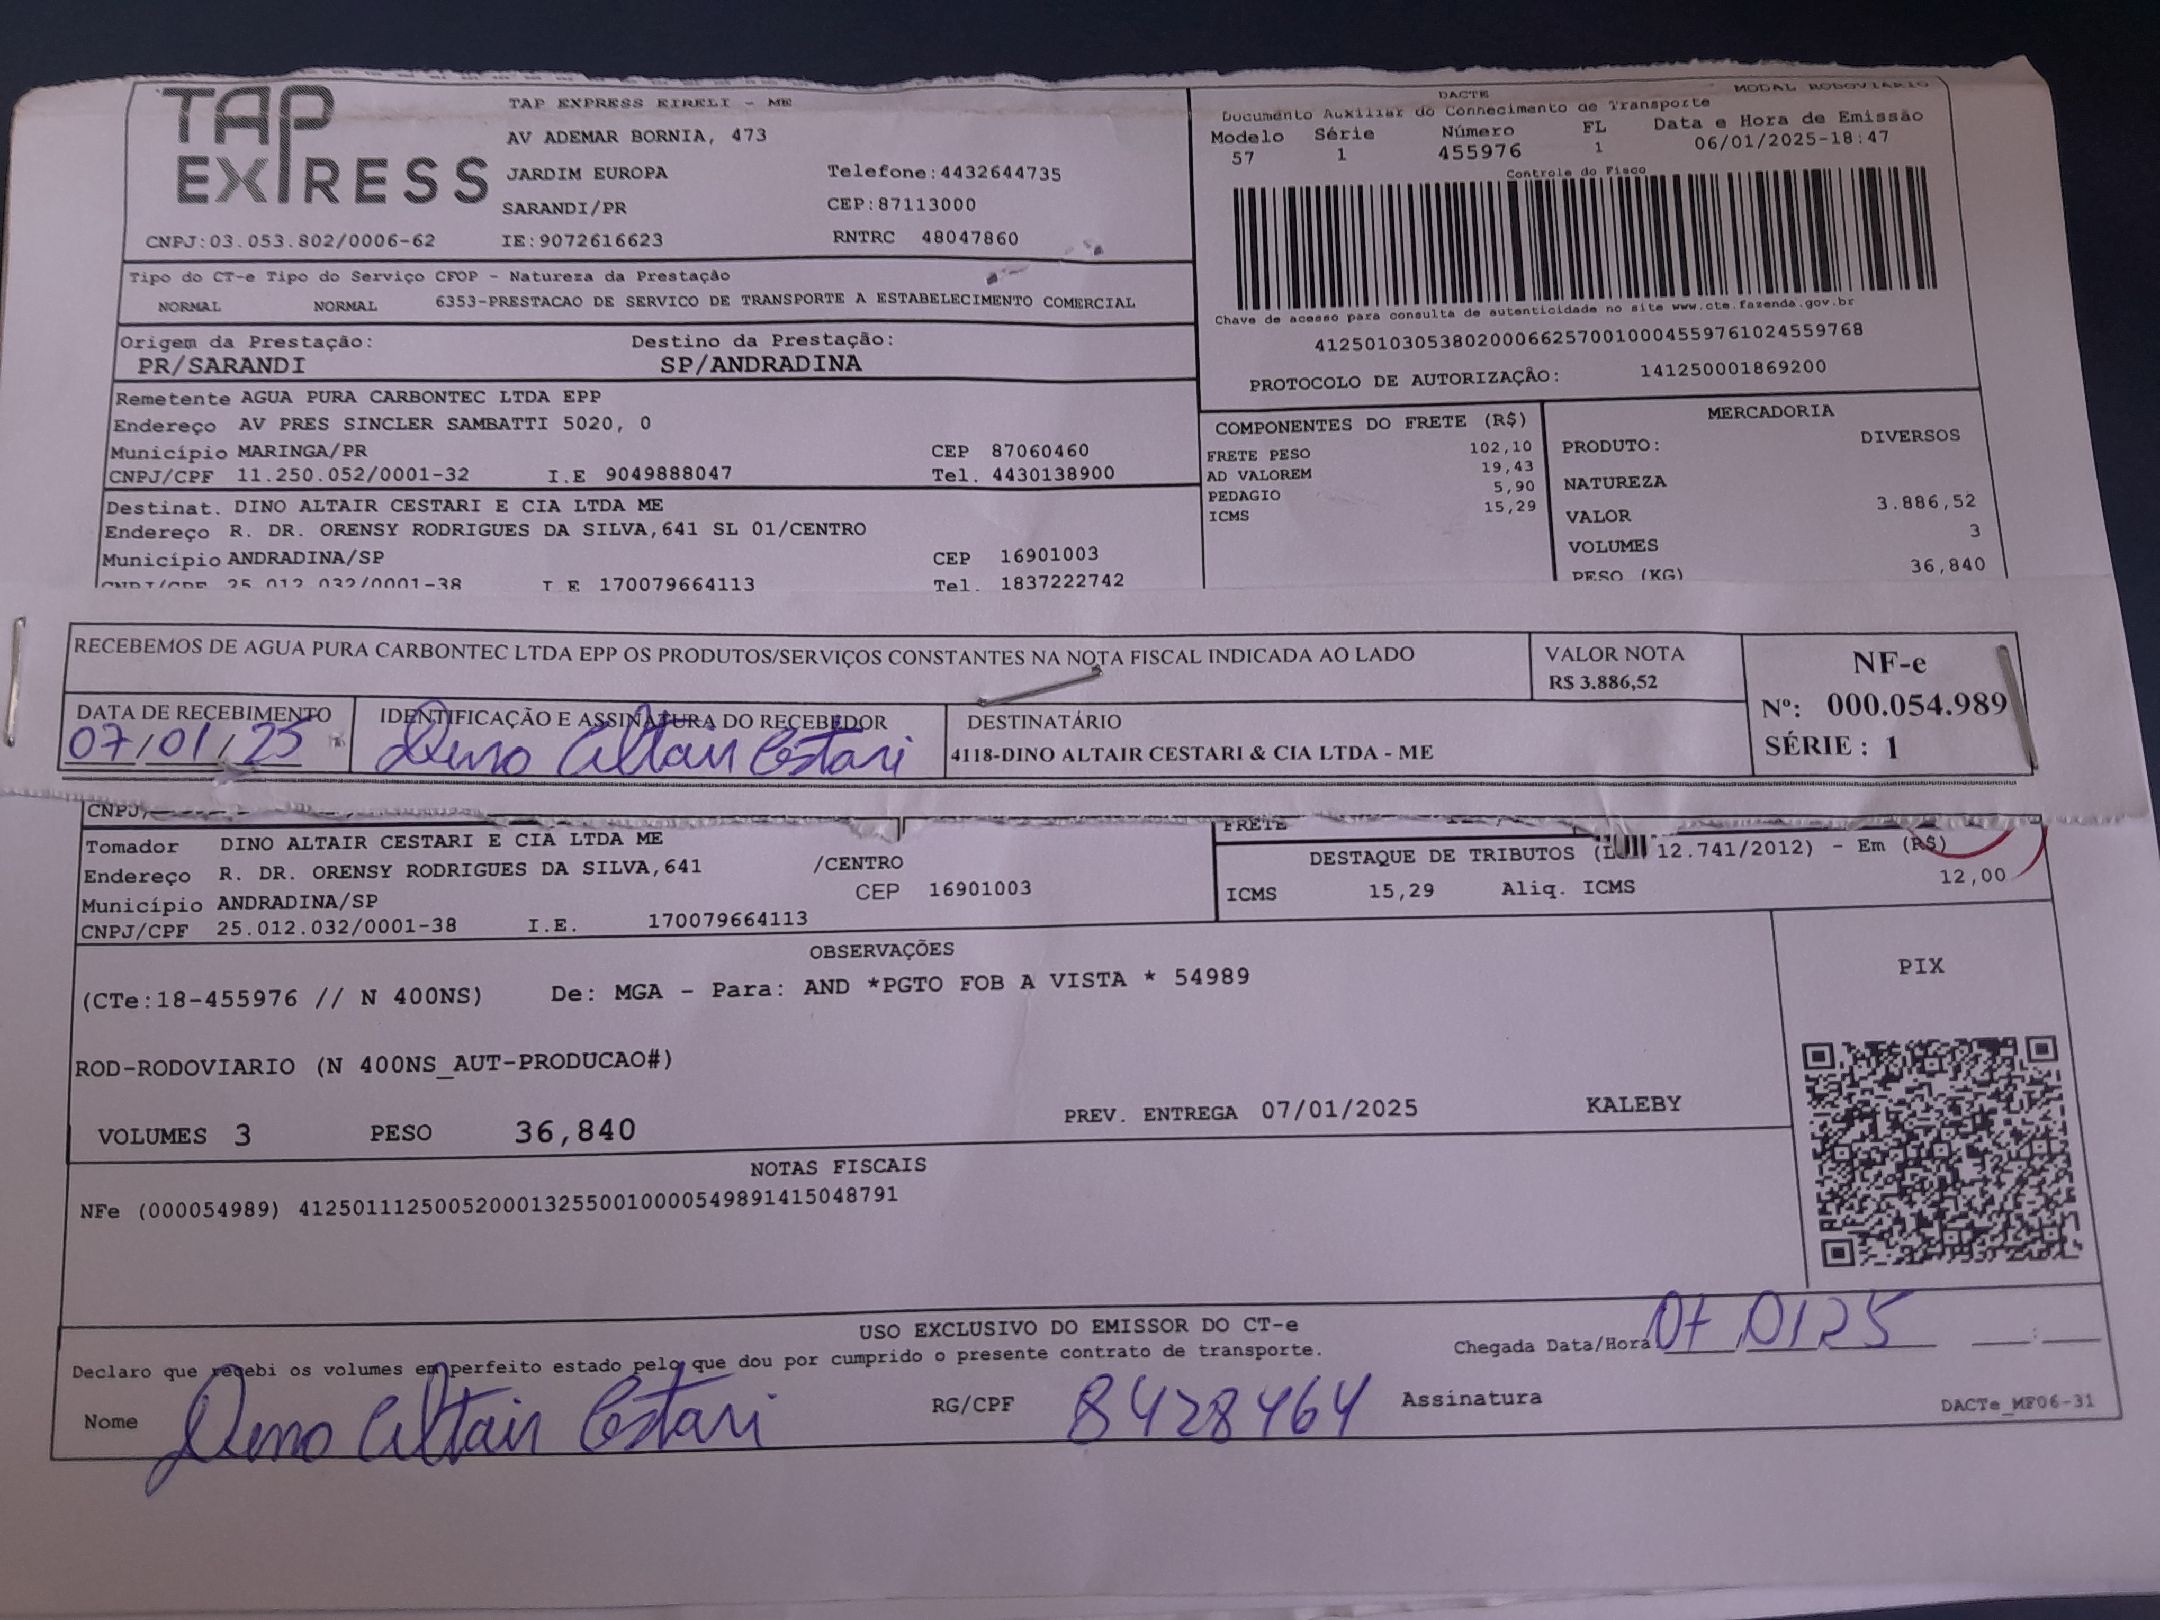 TAP EXPRESS
TAP EXPRESS EIRELI - ME
AV ADEMAR BORNIA, 473
JARDIM EUROPA Telefone:4432644735
SARANDI/PR CEP:87113000
CNPJ:03.053.802/0006-62 IE:9072616623 RNTRC 48047860
DACTE MODAL RODOVIARIO
Documento Auxiliar do Conhecimento de Transporte
Modelo Série Número FL Data e Hora de Emissão
57 1 455976 1 06/01/2025-18:47
Controle do Fisco
Chave de acesso para consulta de autenticidade no site www.cte.fazenda.gov.br
41250103053802000662570010004559761024559768
PROTOCOLO DE AUTORIZAÇÃO: 141250001869200
Tipo do CT-e Tipo do Serviço CFOP - Natureza da Prestação
NORMAL NORMAL 6353-PRESTACAO DE SERVICO DE TRANSPORTE A ESTABELECIMENTO COMERCIAL
Origem da Prestação: Destino da Prestação:
PR/SARANDI SP/ANDRADINA
Remetente AGUA PURA CARBONTEC LTDA EPP
Endereço AV PRES SINCLER SAMBATTI 5020, 0
Município MARINGA/PR CEP 87060460
CNPJ/CPF 11.250.052/0001-32 I.E 9049888047 Tel. 4430138900
Destinat. DINO ALTAIR CESTARI E CIA LTDA ME
Endereço R. DR. ORENSY RODRIGUES DA SILVA,641 SL 01/CENTRO
Município ANDRADINA/SP CEP 16901003
CNPJ/CPF 25.012.032/0001-38 I E 170079664113 Tel. 1837222742
COMPONENTES DO FRETE (R$)
FRETE PESO 102,10
AD VALOREM 19,43
PEDAGIO 5,90
ICMS 15,29
MERCADORIA
PRODUTO: DIVERSOS
NATUREZA
VALOR 3.886,52
VOLUMES 3
PESO (KG) 36,840
RECEBEMOS DE AGUA PURA CARBONTEC LTDA EPP OS PRODUTOS/SERVIÇOS CONSTANTES NA NOTA FISCAL INDICADA AO LADO
VALOR NOTA
R$ 3.886,52
NF-e
Nº: 000.054.989
SÉRIE : 1
DATA DE RECEBIMENTO
07/01/25
IDENTIFICAÇÃO E ASSINATURA DO RECEBEDOR
Dino Altair Cestari
DESTINATÁRIO
4118-DINO ALTAIR CESTARI & CIA LTDA - ME
CNPJ
Tomador DINO ALTAIR CESTARI E CIA LTDA ME
Endereço R. DR. ORENSY RODRIGUES DA SILVA,641 /CENTRO
Município ANDRADINA/SP CEP 16901003
CNPJ/CPF 25.012.032/0001-38 I.E. 170079664113
FRETE
DESTAQUE DE TRIBUTOS 12.741/2012) - Em (R$)
ICMS 15,29 Aliq. ICMS 12,00
OBSERVAÇÕES
(CTe:18-455976 // N 400NS) De: MGA - Para: AND *PGTO FOB A VISTA * 54989
ROD-RODOVIARIO (N 400NS_AUT-PRODUCAO#)
VOLUMES 3 PESO 36,840 PREV. ENTREGA 07/01/2025 KALEBY
PIX
NOTAS FISCAIS
NFe (000054989) 41250111250052000132550010000549891415048791
USO EXCLUSIVO DO EMISSOR DO CT-e
Declaro que recebi os volumes em perfeito estado pelo que dou por cumprido o presente contrato de transporte.
Chegada Data/Hora 07 01 25 :
Nome Dino Altair Cestari RG/CPF 8428464 Assinatura
DACTe_MF06-31